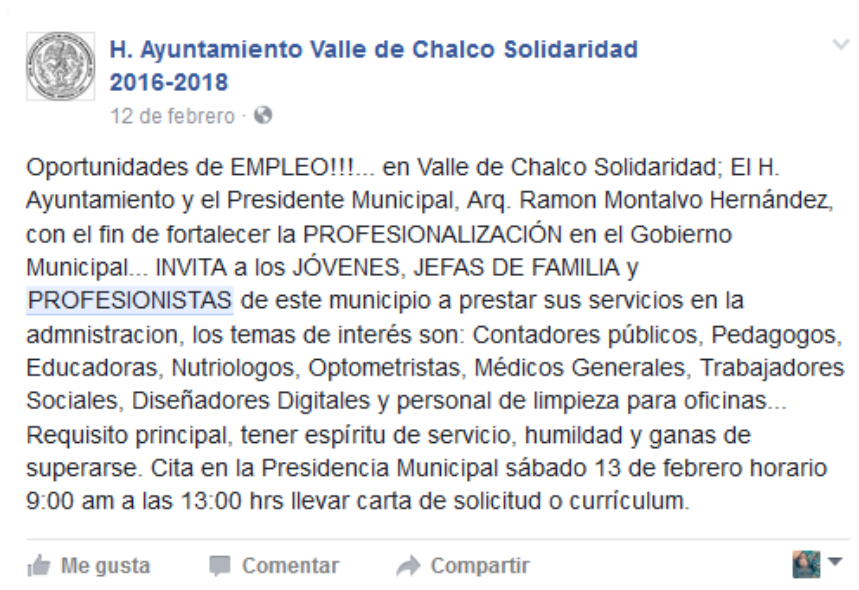 H. Ayuntamiento Valle de Chalco Solidaridad
2016-2018
12 de febrero ·
Oportunidades de EMPLEO!!!... en Valle de Chalco Solidaridad; El H.
Ayuntamiento y el Presidente Municipal, Arq. Ramon Montalvo Hernández,
con el fin de fortalecer la PROFESIONALIZACIÓN en el Gobierno
Municipal... INVITA a los JÓVENES, JEFAS DE FAMILIA y
PROFESIONISTAS de este municipio a prestar sus servicios en la
admnistracion, los temas de interés son: Contadores públicos, Pedagogos,
Educadoras, Nutriologos, Optometristas, Médicos Generales, Trabajadores
Sociales, Diseñadores Digitales y personal de limpieza para oficinas...
Requisito principal, tener espíritu de servicio, humildad y ganas de
superarse. Cita en la Presidencia Municipal sábado 13 de febrero horario
9:00 am a las 13:00 hrs llevar carta de solicitud o currículum.
Me gusta Comentar Compartir